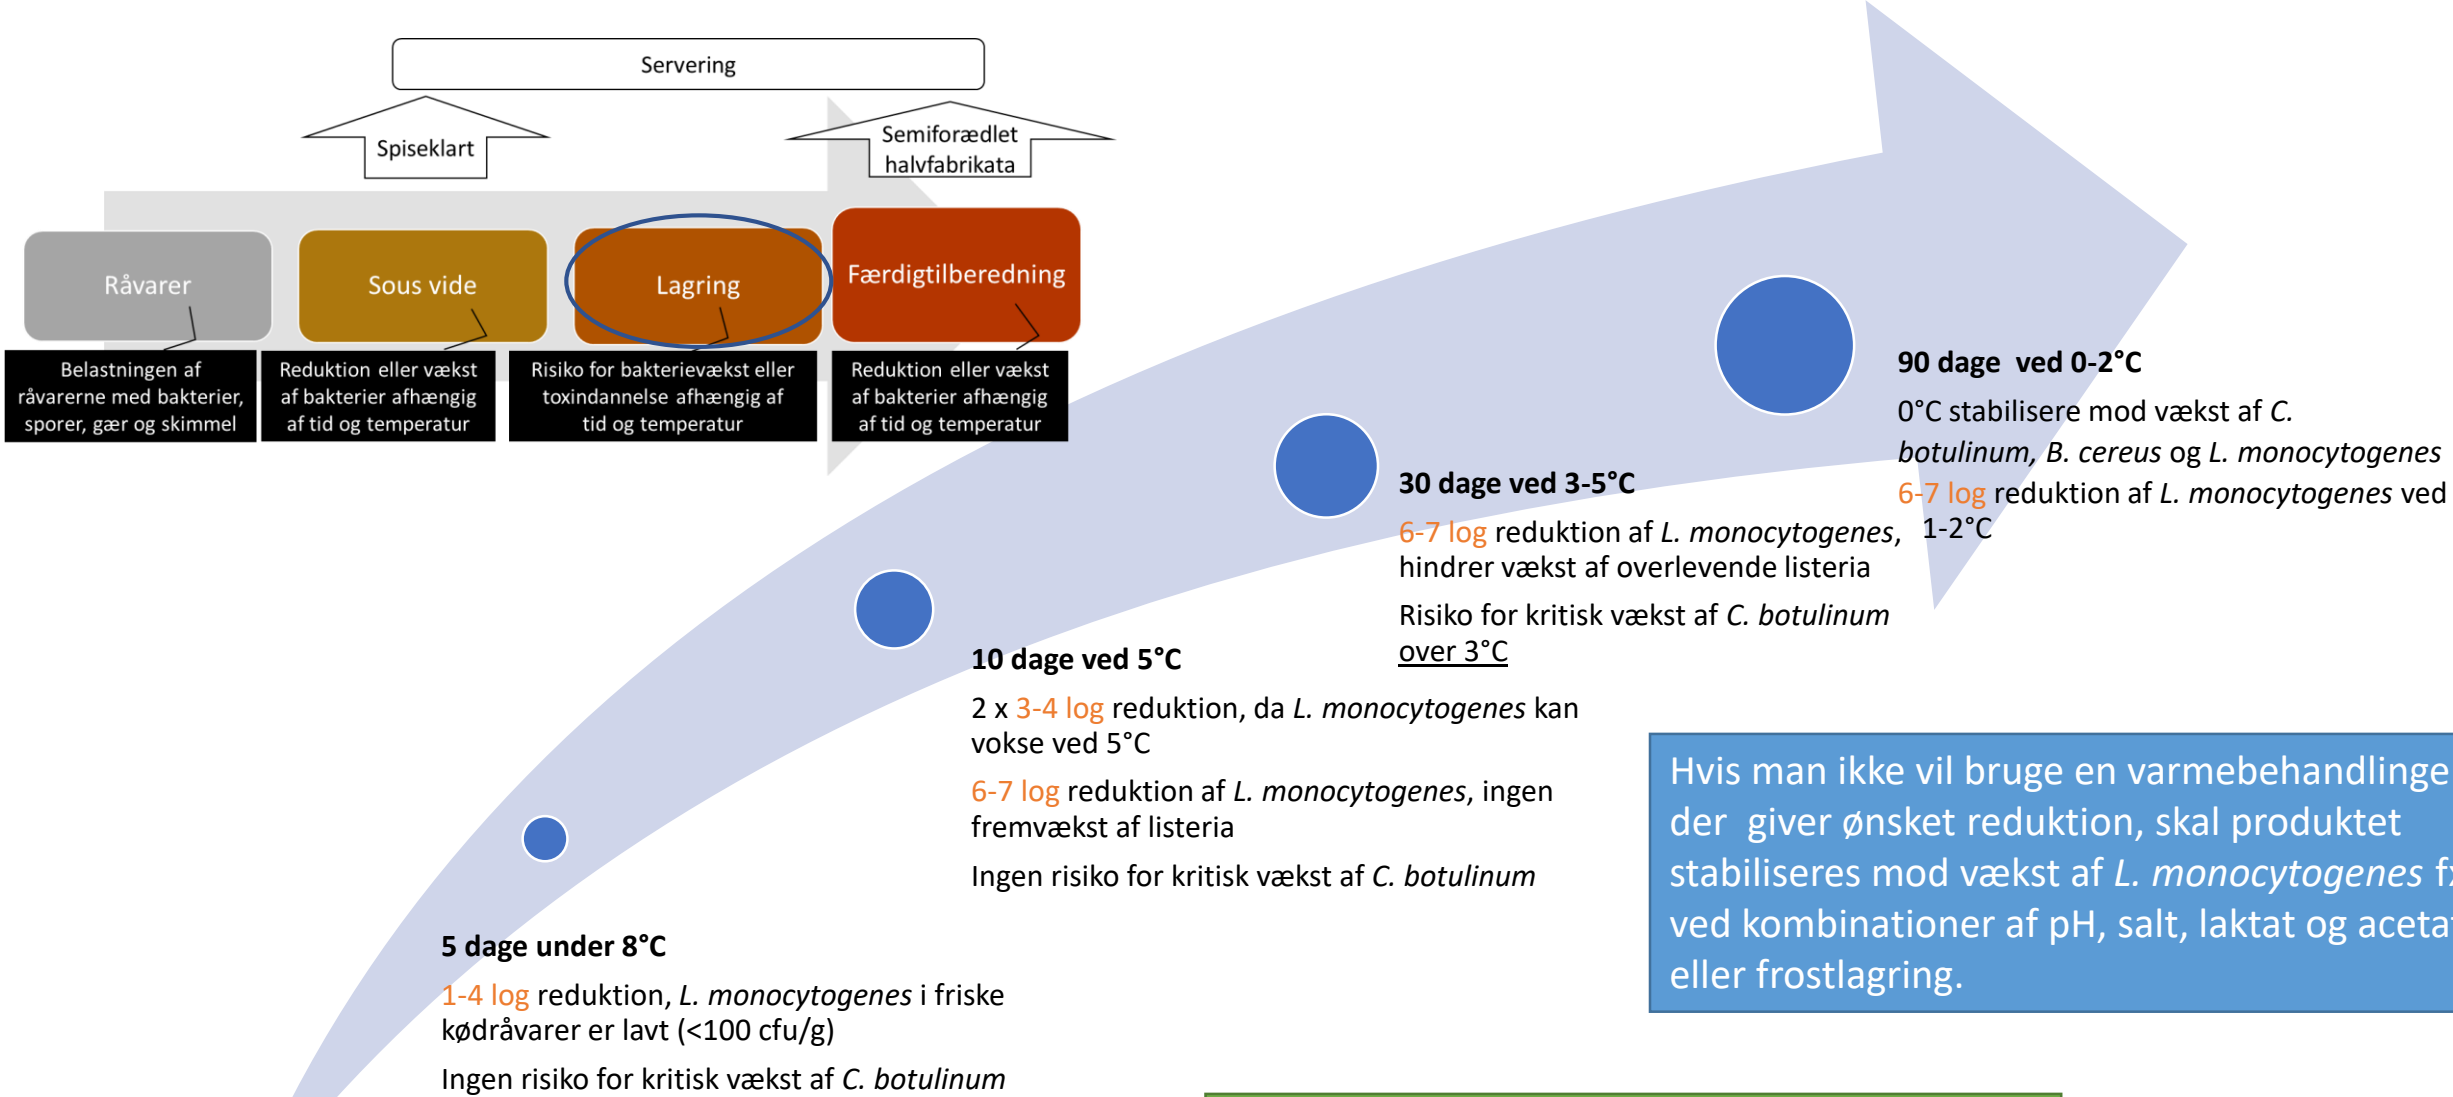 Servering
Spiseklart
Semiforædlet
halvfabrikata
Råvarer
Sous vide
Lagring
Færdigtilberedning
Belastningen af
råvarerne med bakterier,
sporer, gær og skimmel
Reduktion eller vækst
af bakterier afhængig
af tid og temperatur
Risiko for bakterievækst eller
toxindannelse afhængig af
tid og temperatur
Reduktion eller vækst
af bakterier afhængig
af tid og temperatur
90 dage ved 0-2°C
0°C stabilisere mod vækst af C.
botulinum, B. cereus og L. monocytogenes
6-7 log reduktion af L. monocytogenes ved
1-2°C
30 dage ved 3-5°C
6-7 log reduktion af L. monocytogenes,
hindrer vækst af overlevende listeria
Risiko for kritisk vækst af C. botulinum
over 3°C
10 dage ved 5°C
2 x 3-4 log reduktion, da L. monocytogenes kan
vokse ved 5°C
6-7 log reduktion af L. monocytogenes, ingen
fremvækst af listeria
Ingen risiko for kritisk vækst af C. botulinum
5 dage under 8°C
1-4 log reduktion, L. monocytogenes i friske
kødråvarer er lavt (<100 cfu/g)
Ingen risiko for kritisk vækst af C. botulinum
Hvis man ikke vil bruge en varmebehandlinge
der giver ønsket reduktion, skal produktet
stabiliseres mod vækst af L. monocytogenes
ved kombinationer af pH, salt, laktat og
eller frostlagring.